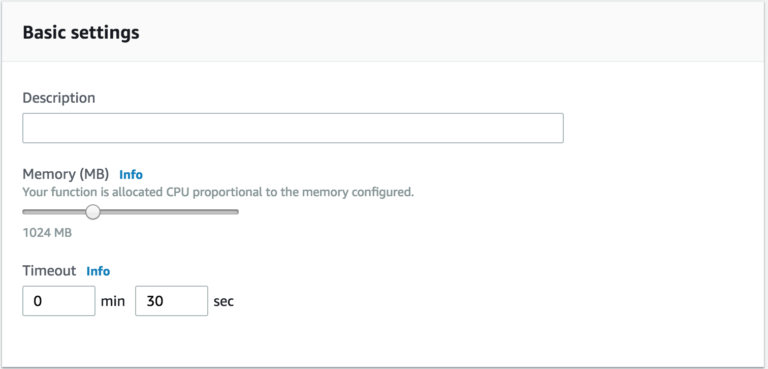 Basic settings
Description
Memory (MB) Info
Your function is allocated CPU proportional to the memory configured.
1024 MB
Timeout Info
0 min 30 sec